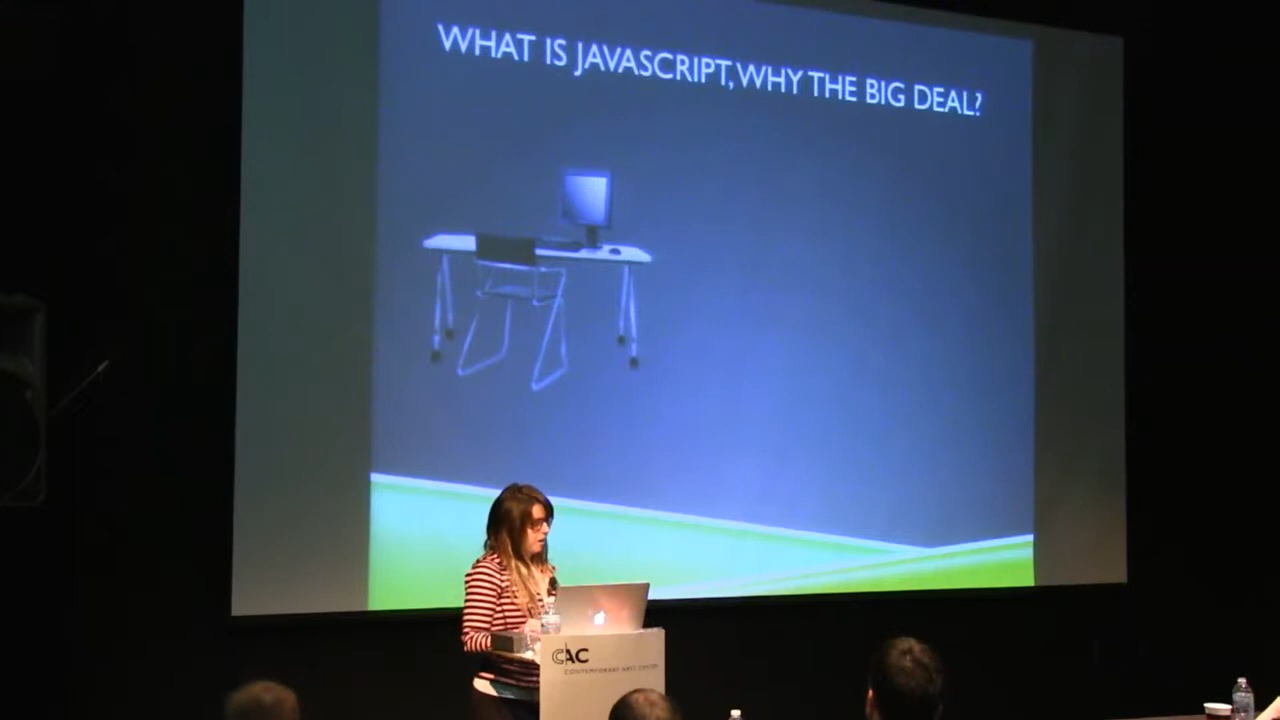 WHAT IS JAVASCRIPT, WHY THE BIG DEAL?
CAC
CONTEMPORARY ARTS CENTER